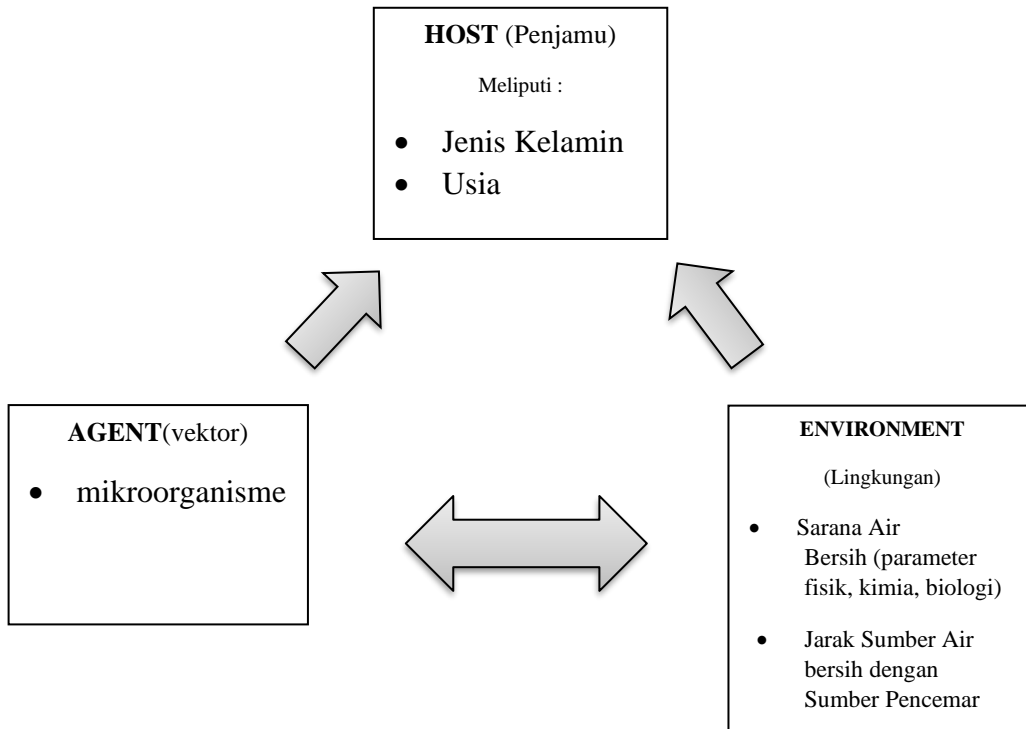 HOST (Penjamu)
Meliputi :
• Jenis Kelamin
• Usia
AGENT(vektor)
• mikroorganisme
ENVIRONMENT
(Lingkungan)
• Sarana Air
Bersih (parameter
fisik, kimia, biologi)
• Jarak Sumber Air
bersih dengan
Sumber Pencemar